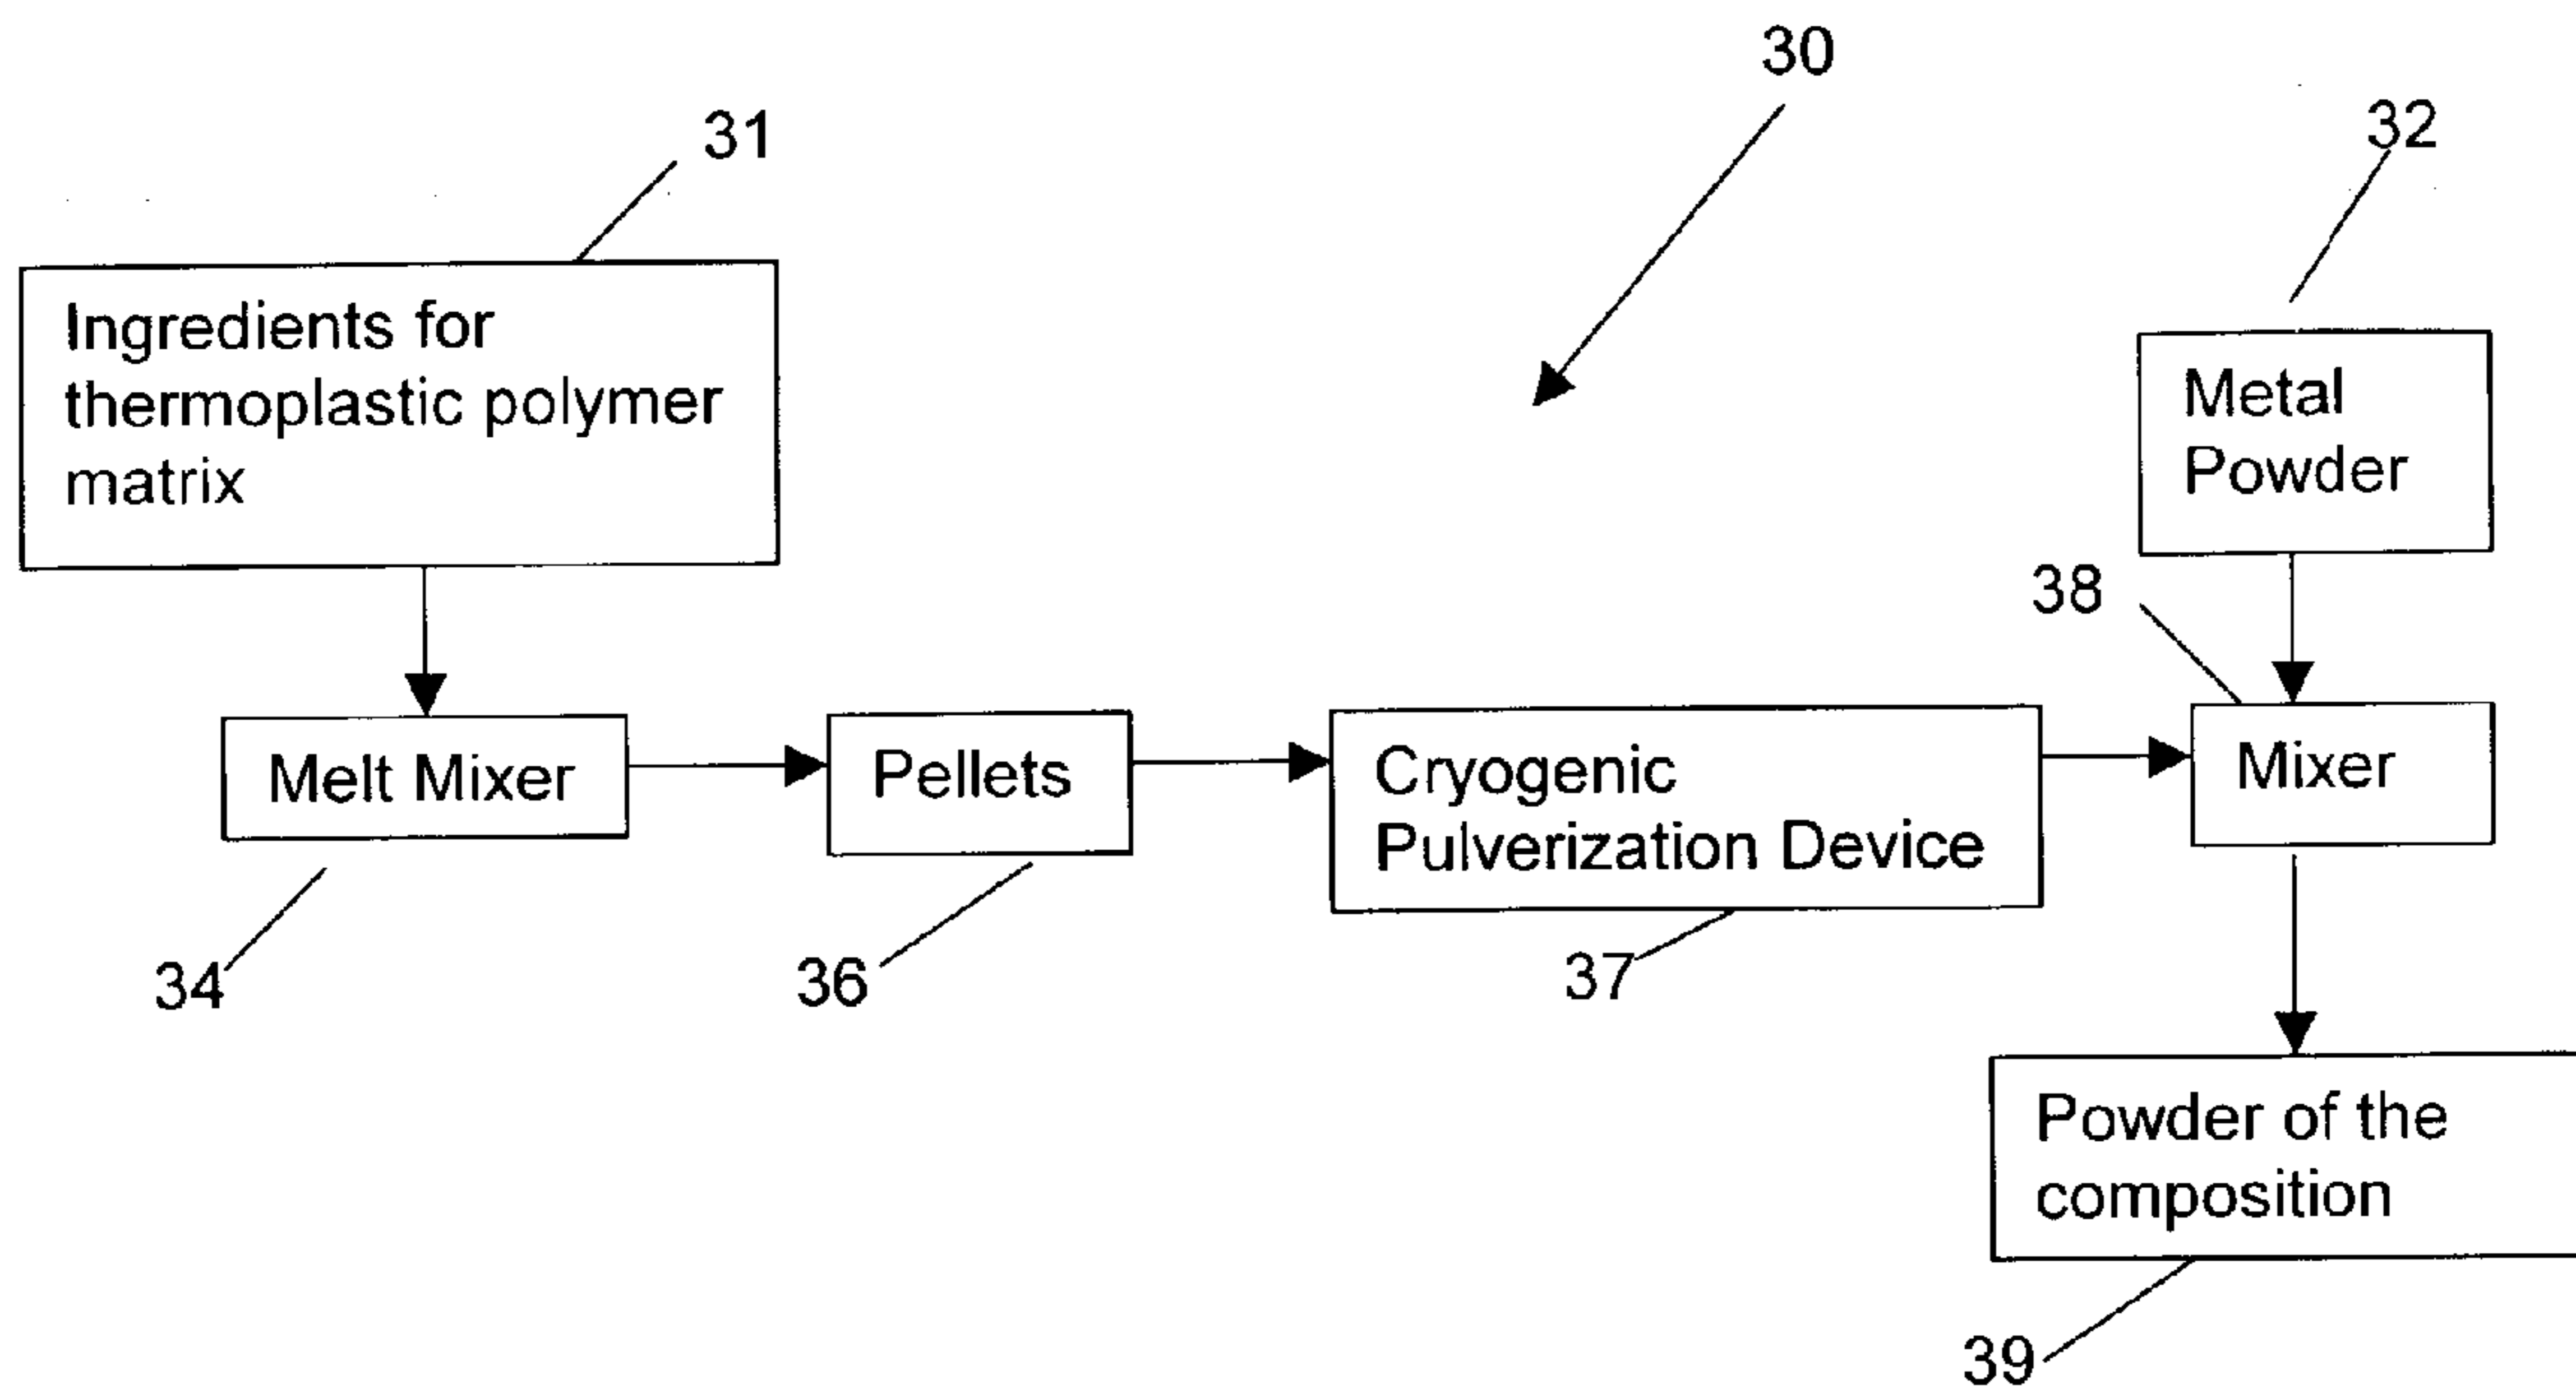 30
31
32
Ingredients for
thermoplastic polymer
matrix
Metal
Powder
38
Melt Mixer
Pellets
Cryogenic
Pulverization Device
Mixer
34
36
37
Powder of the
composition
39